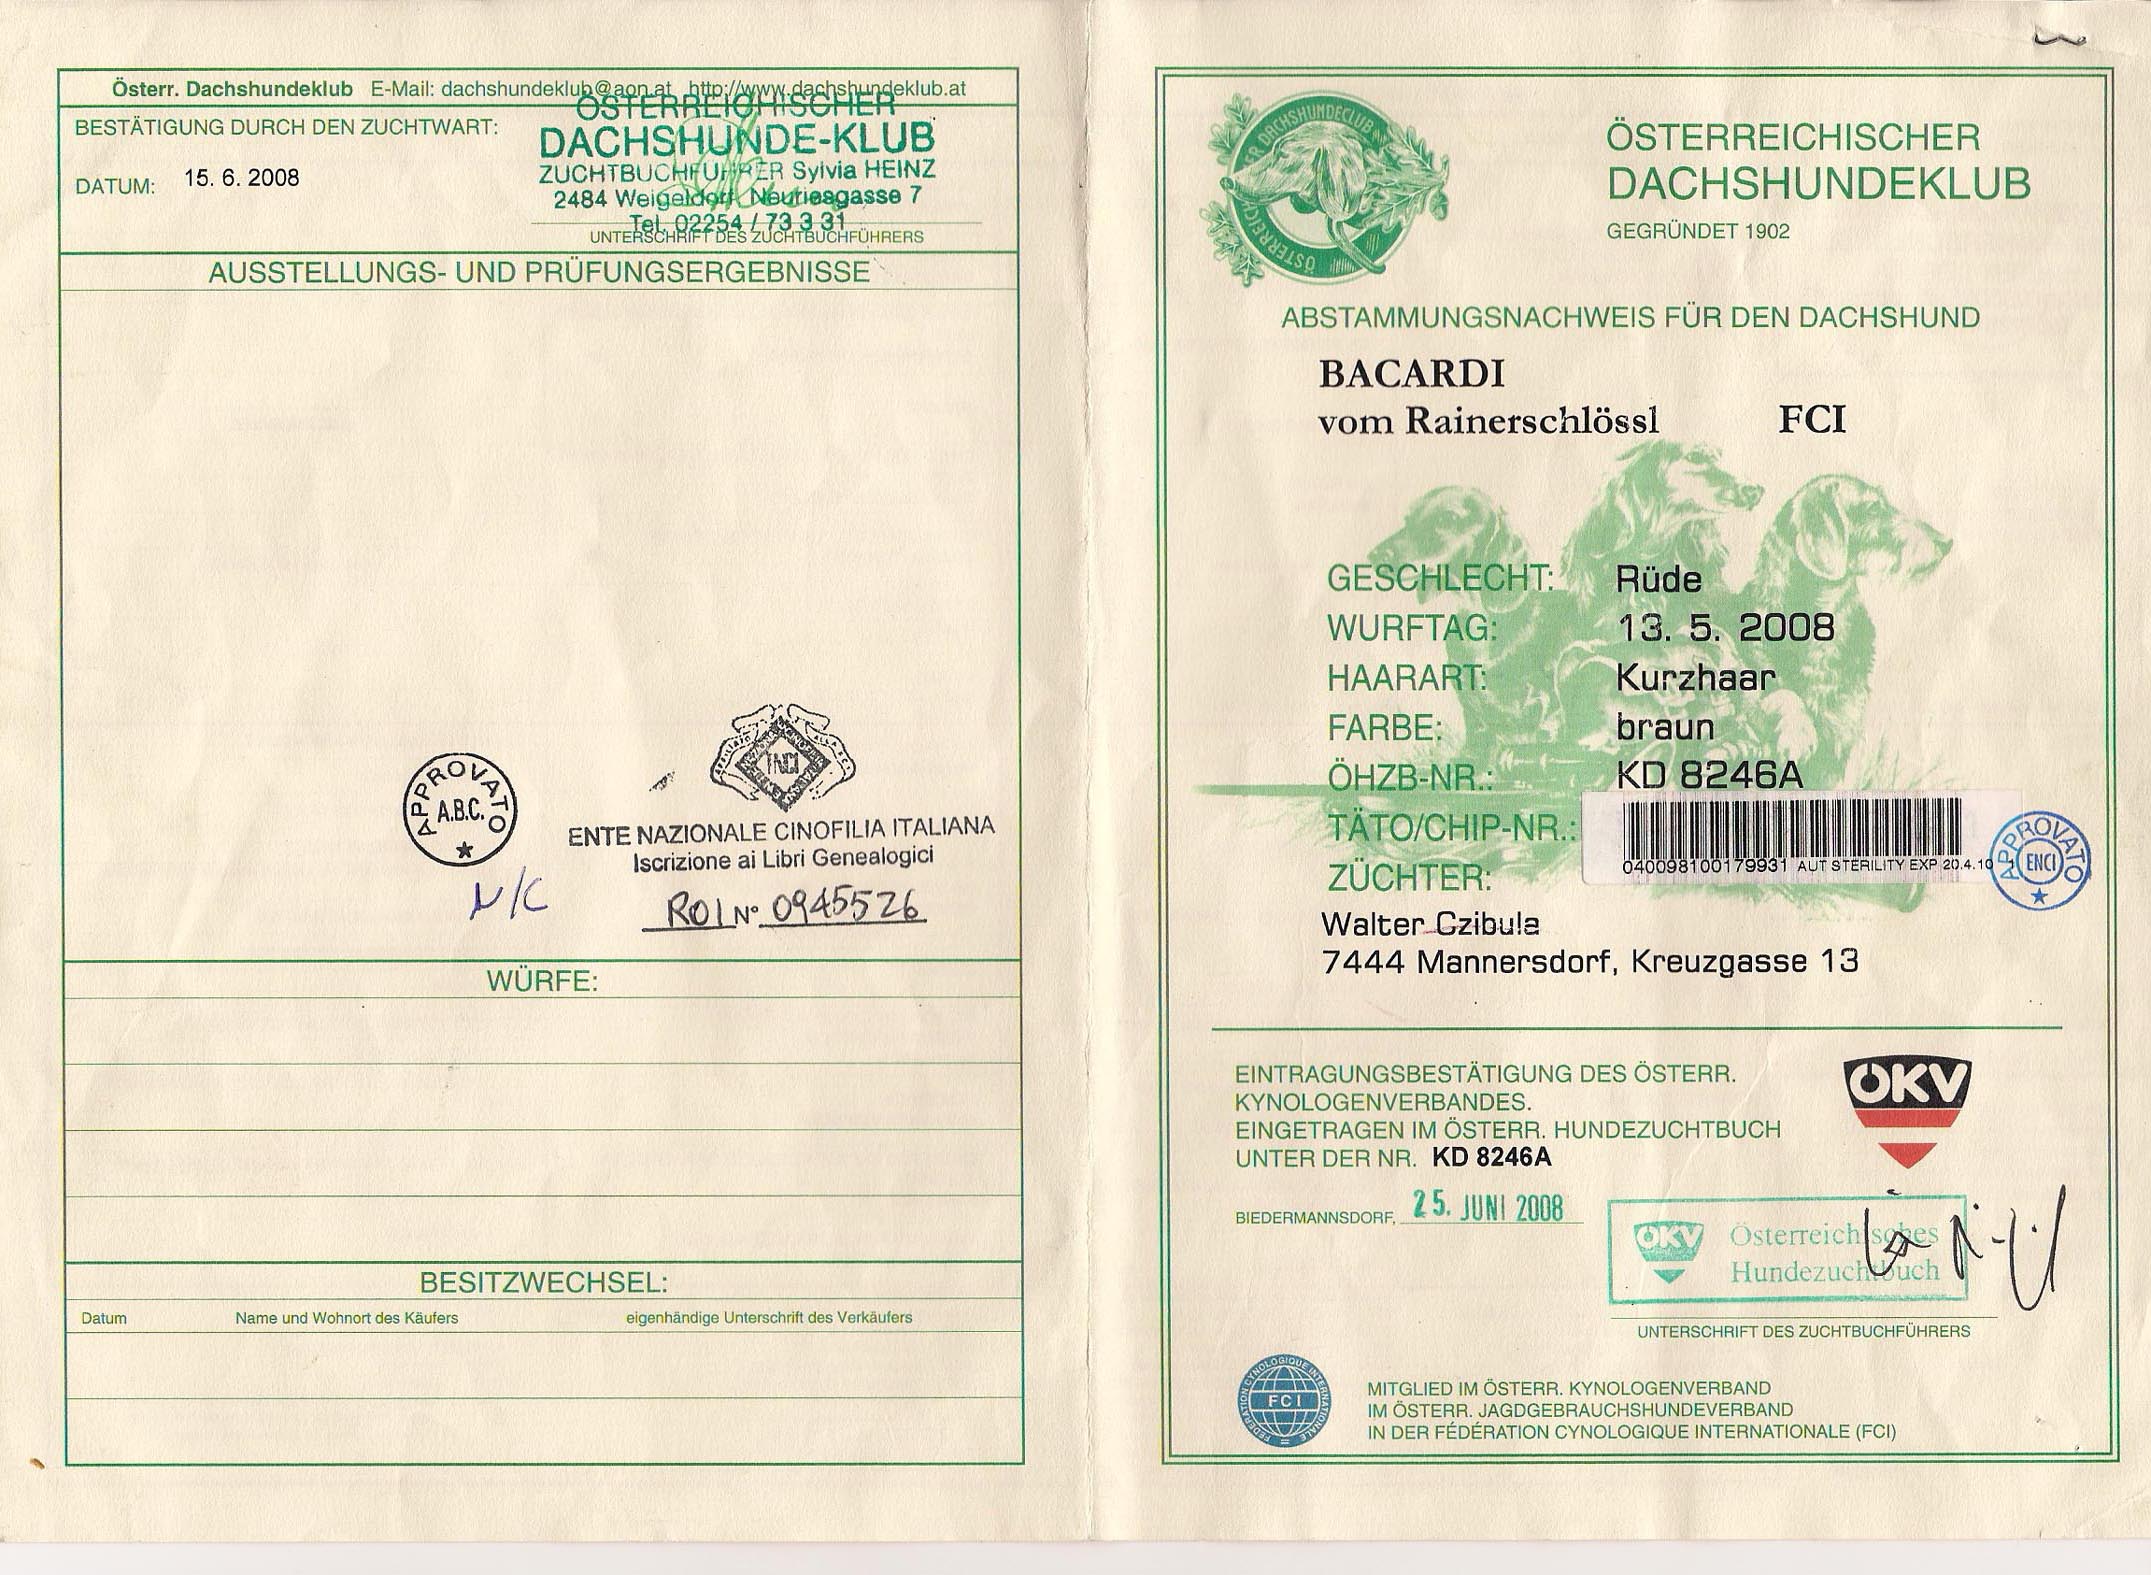 Österr. Dachshundeklub E-Mail: dachshundeklub@aon.at http://www.dachshundeklub.at
BESTÄTIGUNG DURCH DEN ZUCHTWART:
DATUM: 15. 6. 2008
ÖSTERREICHISCHER
DACHSHUNDE-KLUB
ZUCHTBUCHFÜHRER Sylvia HEINZ
2484 Weigelsdorf, Neuriesgasse 7
Tel. 02254 / 73 3 31
UNTERSCHRIFT DES ZUCHTBUCHFÜHRERS
AUSSTELLUNGS- UND PRÜFUNGSERGEBNISSE
APPROVATO
A.B.C.
N/C
ENCI
ENTE NAZIONALE CINOFILIA ITALIANA
Iscrizione ai Libri Genealogici
ROI N° 0945526
WÜRFE:
BESITZWECHSEL:
Datum Name und Wohnort des Käufers eigenhändige Unterschrift des Verkäufers
ÖSTERREICHISCHER DACHSHUNDECLUB
ÖSTERREICHISCHER
DACHSHUNDEKLUB
GEGRÜNDET 1902
ABSTAMMUNGSNACHWEIS FÜR DEN DACHSHUND
BACARDI
vom Rainerschlössl FCI
GESCHLECHT: Rüde
WURFTAG: 13. 5. 2008
HAARART: Kurzhaar
FARBE: braun
ÖHZB-NR.: KD 8246A
TÄTO/CHIP-NR.:
040098100179931 AUT STERILITY EXP 20.4.10
APPROVATO
ENCI
ZÜCHTER:
Walter Czibula
7444 Mannersdorf, Kreuzgasse 13
EINTRAGUNGSBESTÄTIGUNG DES ÖSTERR.
KYNOLOGENVERBANDES.
EINGETRAGEN IM ÖSTERR. HUNDEZUCHTBUCH
UNTER DER NR. KD 8246A
ÖKV
BIEDERMANNSDORF, 25. JUNI 2008
ÖKV Österreichisches
Hundezuchtbuch
UNTERSCHRIFT DES ZUCHTBUCHFÜHRERS
FEDERATION CYNOLOGIQUE INTERNATIONALE
FCI
MITGLIED IM ÖSTERR. KYNOLOGENVERBAND
IM ÖSTERR. JAGDGEBRAUCHSHUNDEVERBAND
IN DER FÉDÉRATION CYNOLOGIQUE INTERNATIONALE (FCI)